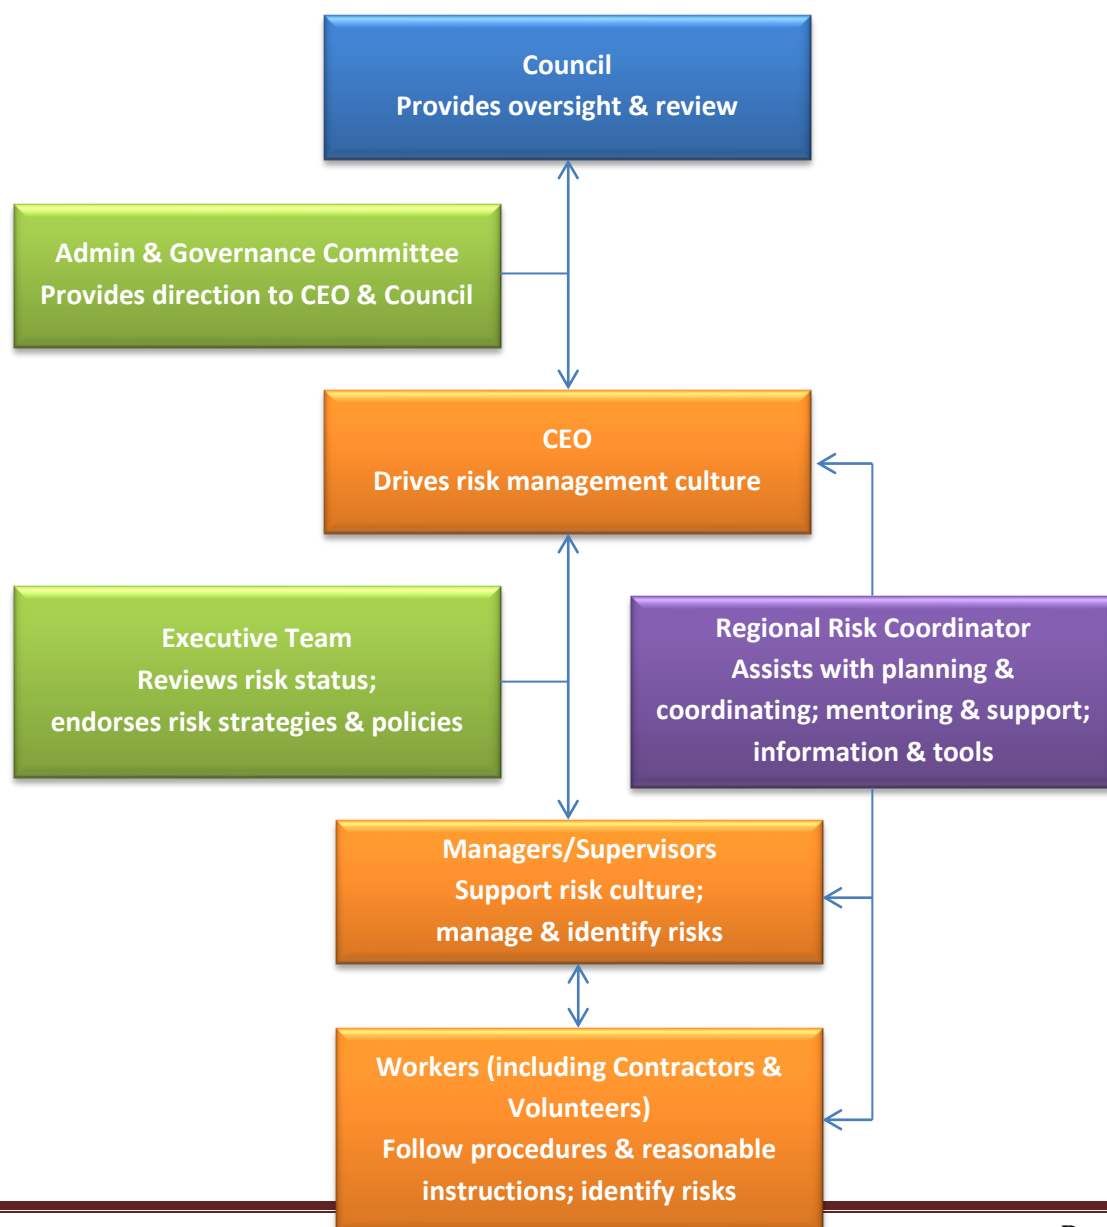 Council
Provides oversight & review
Admin & Governance Committee
Provides direction to CEO & Council
CEO
Drives risk management culture
Executive Team
Reviews risk status;
endorses risk strategies & policies
Regional Risk Coordinator
Assists with planning &
coordinating; mentoring & support;
information & tools
Managers/Supervisors
Support risk culture;
manage & identify risks
Workers (including Contractors &
Volunteers)
Follow procedures & reasonable
instructions; identify risks